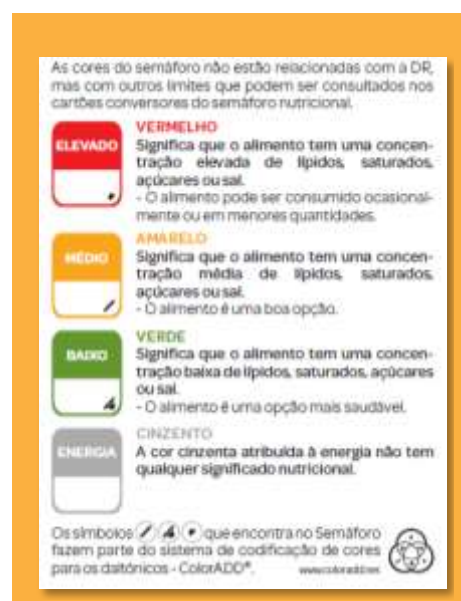 As cores do semáforo não estão relacionadas com a DR,
mas com outros limites que podem ser consultados nos
cartões conversores do semáforo nutricional.
VERMELHO
ELEVADO
Significa que o alimento tem uma concen-
tração elevada de lípidos, saturados,
açúcares ou sal.
- O alimento pode ser consumido ocasional-
mente ou em menores quantidades.
AMARELO
MÉDIO
Significa que o alimento tem uma concen-
tração média de lípidos, saturados,
açúcares ou sal.
- O alimento é uma boa opção.
VERDE
BAIXO
Significa que o alimento tem uma concen-
tração baixa de lípidos, saturados, açúcares
ou sal.
- O alimento é uma opção mais saudável.
CINZENTO
ENERGIA
A cor cinzenta atribuída à energia não tem
qualquer significado nutricional.
Os símbolos que encontra no Semáforo
fazem parte do sistema de codificação de cores
para os daltónicos - ColorADD®. www.coloradd.net